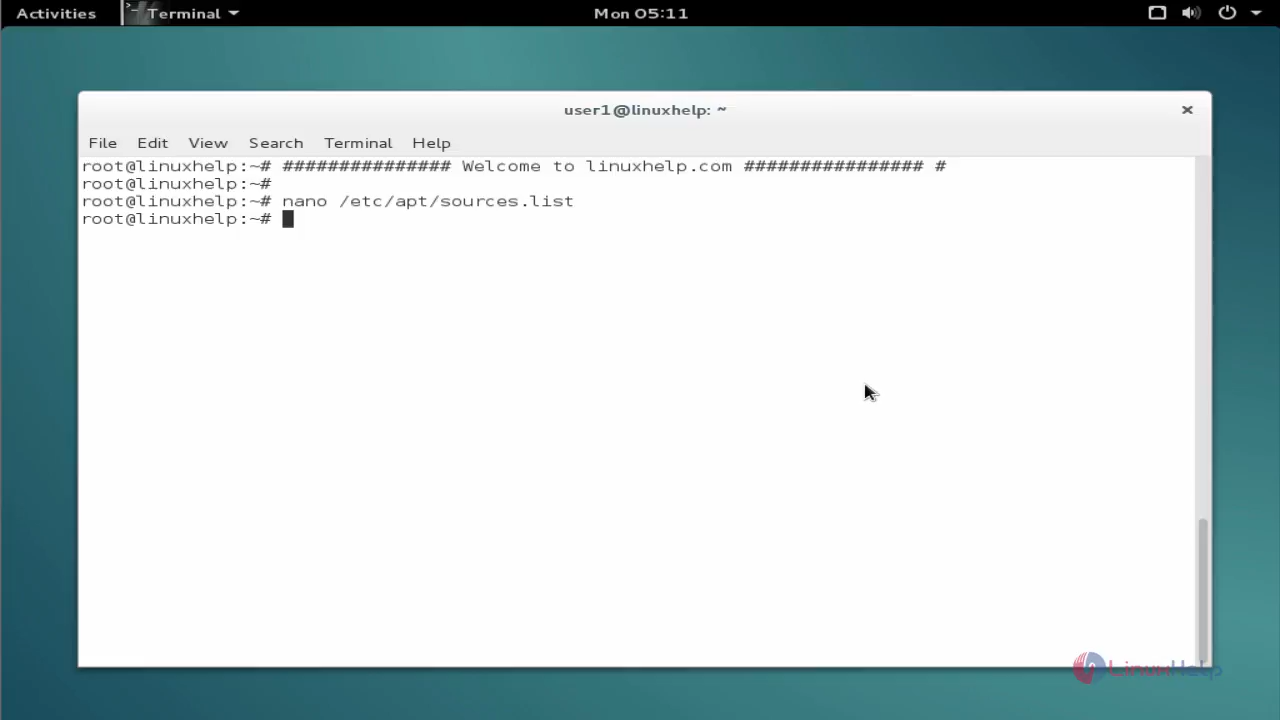 Activities Terminal Mon 05:11
user1@linuxhelp: ~
File Edit View Search Terminal Help
root@linuxhelp:~# ############### Welcome to linuxhelp.com ################ #
root@linuxhelp:~#
root@linuxhelp:~# nano /etc/apt/sources.list
root@linuxhelp:~#
LinuxHelp